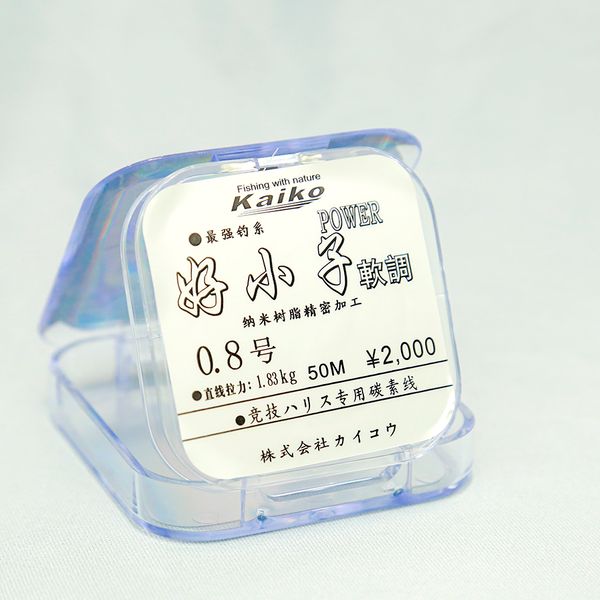 Fishing with nature
Kaiko
POWER
●最强钓系
好小子軟調
纳米树脂精密加工
0.8号
●直线拉力:1.83kg 50M ¥2,000
●竞技ハリス专用碳素线
株式会社カイコウ